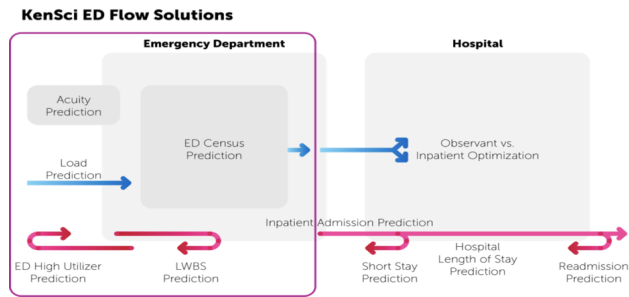 KenSci ED Flow Solutions
Emergency Department
Hospital
Acuity
Prediction
ED Census
Prediction
Observant vs.
Inpatient Optimization
Load
Prediction
Inpatient Admission Prediction
ED High Utilizer
Prediction
LWBS
Prediction
Short Stay
Prediction
Hospital
Length of Stay
Prediction
Readmission
Prediction